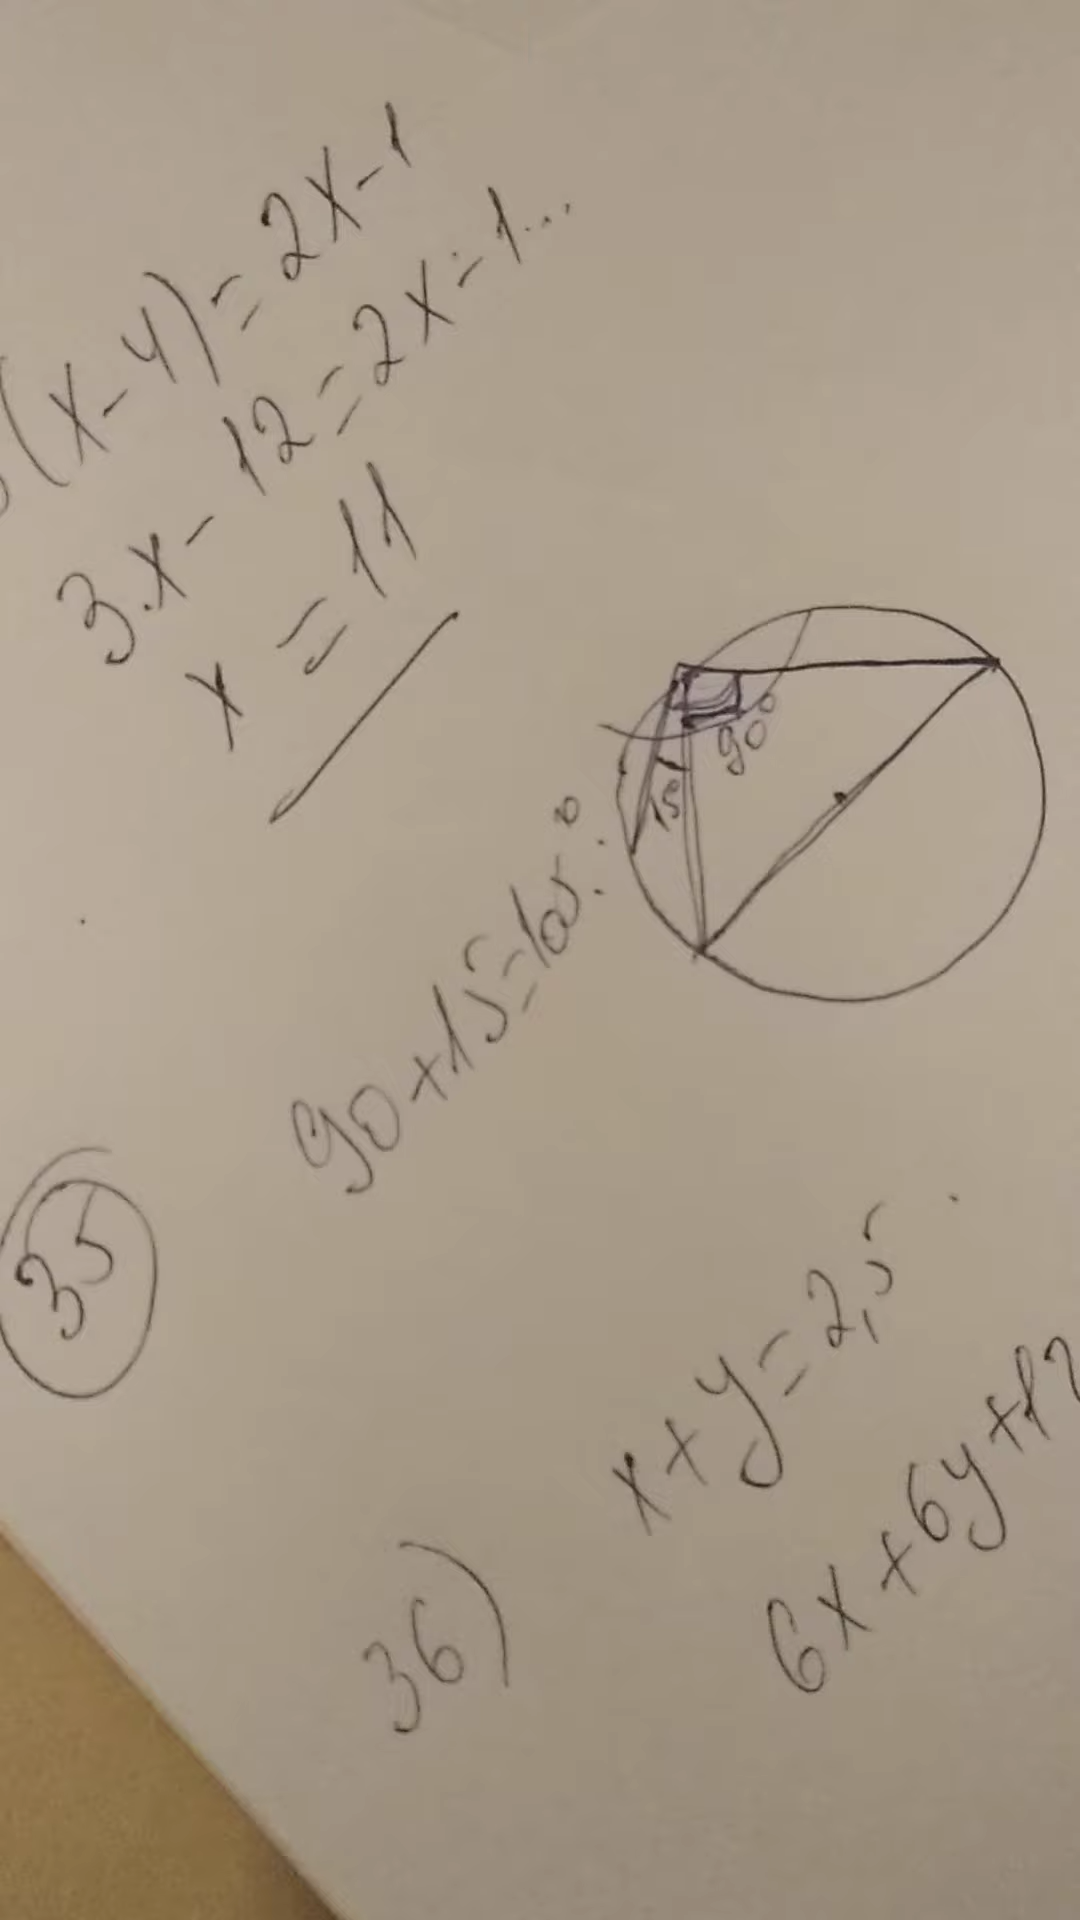 (x-4)=2x-1
3x-12=2x-1...
x=11
90°
15
90+15=105°
35
x+y=2,5
36)
6x+6y+12